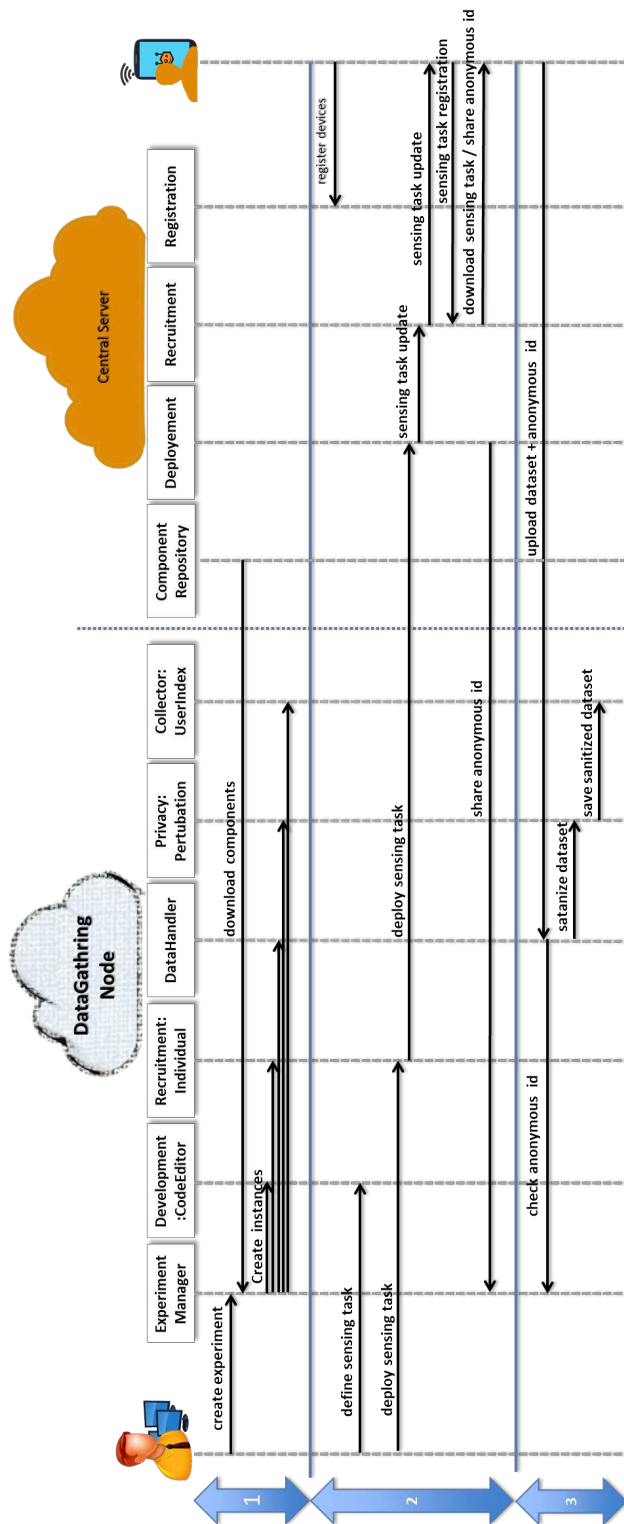 DataGathring
Node
Central Server
Experiment
Manager
Development
:CodeEditor
Recruitment:
Individual
DataHandler
Privacy:
Pertubation
Collector:
UserIndex
Component
Repository
Deployement
Recruitment
Registration
1
create experiment
download components
Create instances
2
register devices
define sensing task
deploy sensing task
deploy sensing task
sensing task update
sensing task update
sensing task registration
download sensing task / share anonymous id
share anonymous id
3
upload dataset + anonymous id
check anonymous id
satanize dataset
save sanitized dataset